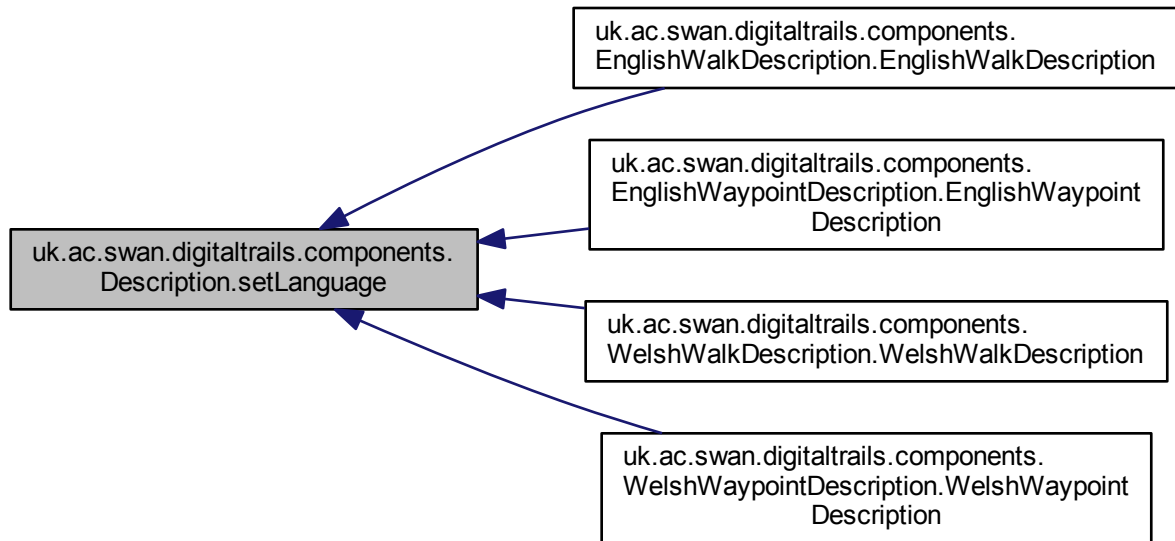 uk.ac.swan.digitaltrails.components.
EnglishWalkDescription.EnglishWalkDescription
uk.ac.swan.digitaltrails.components.
EnglishWaypointDescription.EnglishWaypoint
Description
uk.ac.swan.digitaltrails.components.
Description.setLanguage
uk.ac.swan.digitaltrails.components.
WelshWalkDescription.WelshWalkDescription
uk.ac.swan.digitaltrails.components.
WelshWaypointDescription.WelshWaypoint
Description